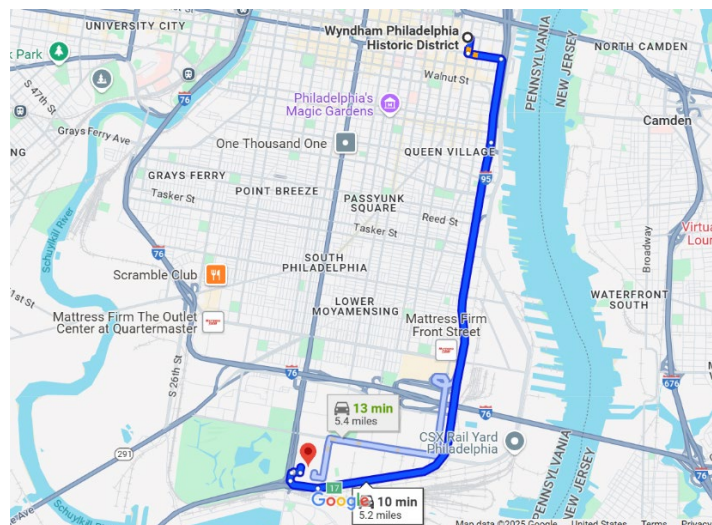 UNIVERSITY CITY
Wyndham Philadelphia
Historic District
PENNSYLVANIA
NEW JERSEY
NORTH CAMDEN
Park
S 47th St
76
Walnut St
Philadelphia's
Magic Gardens
Camden
Grays Ferry Ave
One Thousand One
QUEEN VILLAGE
GRAYS FERRY
Tasker St
POINT BREEZE
95
PASSYUNK
SQUARE
Reed St
Tasker St
Broadway
Schuylkill River
76
SOUTH
PHILADELPHIA
Scramble Club
LOWER
MOYAMENSING
WATERFRONT
SOUTH
Mattress Firm The Outlet
Center at Quartermaster
Mattress Firm
Front Street
S 26th St
76
676
13 min
5.4 miles
76
CSX Rail Yard
Philadelphia
291
PENNSYLVANIA
NEW JERSEY
17
10 min
5.2 miles
Google
Map data ©2025 Google
United States
Terms